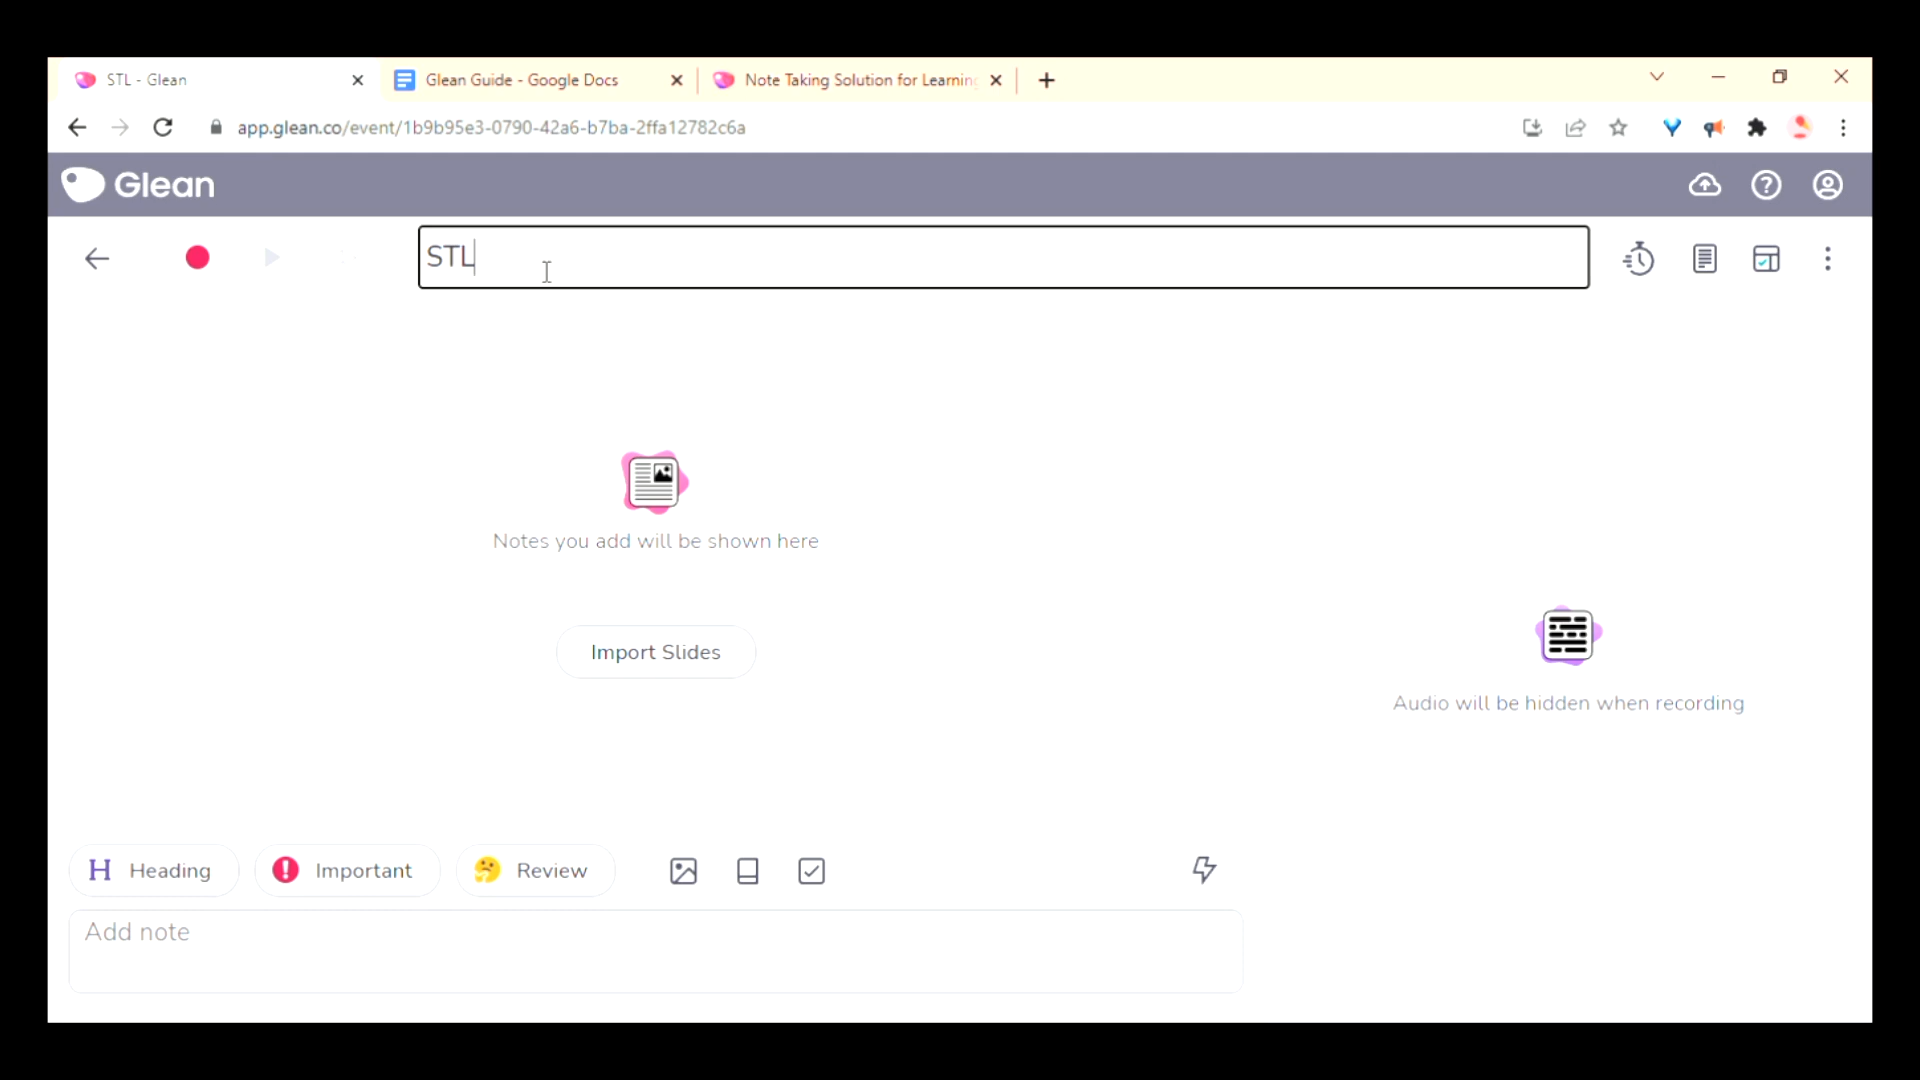 STL - Glean
Glean Guide - Google Docs
Note Taking Solution for Learning
app.glean.co/event/1b9b95e3-0790-42a6-b7ba-2ffa12782c6a
Glean
STL
Notes you add will be shown here
Import Slides
Audio will be hidden when recording
H Heading
Important
Review
Add note